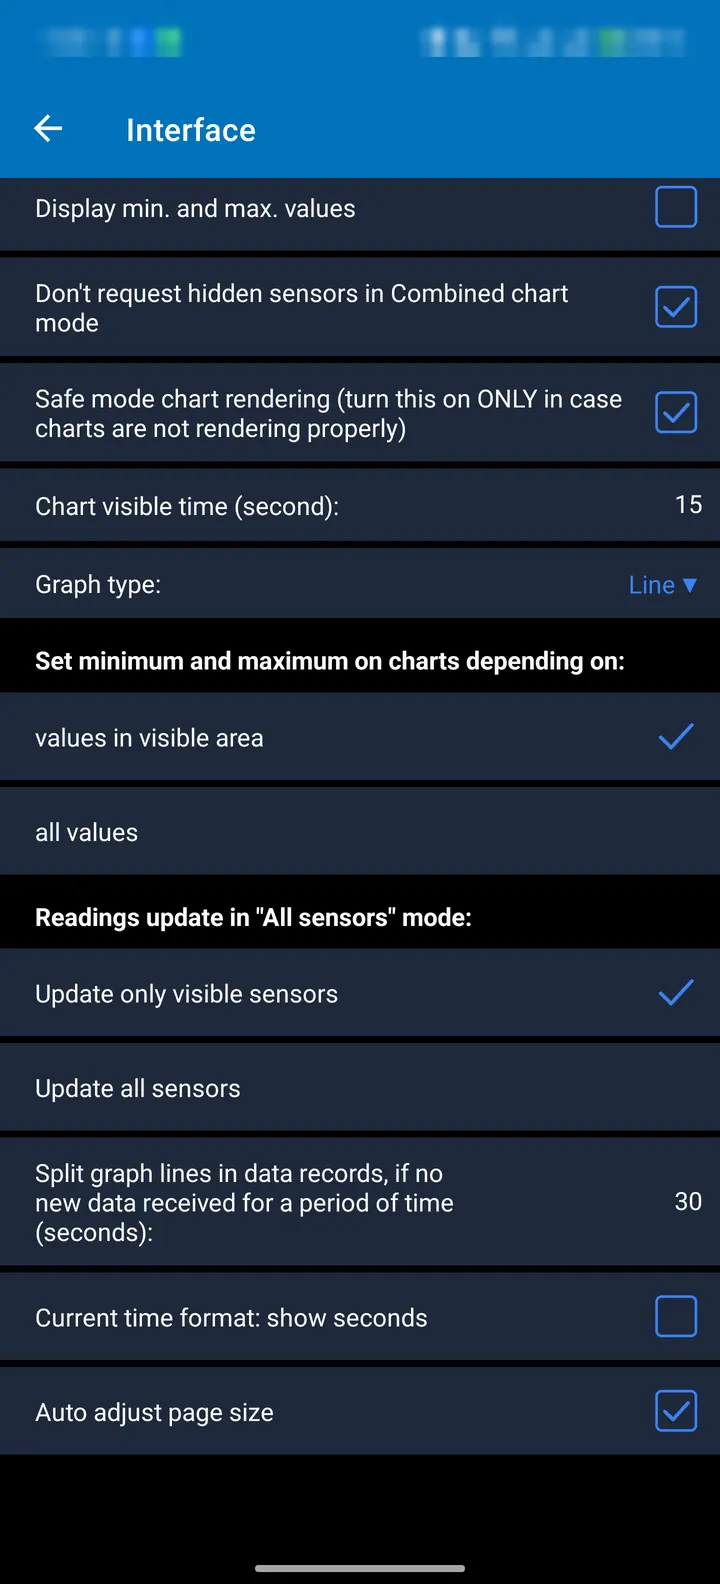 Interface
Display min. and max. values
Don't request hidden sensors in Combined chart
mode
Safe mode chart rendering (turn this on ONLY in case
charts are not rendering properly)
Chart visible time (second): 15
Graph type: Line ▼
Set minimum and maximum on charts depending on:
values in visible area
all values
Readings update in "All sensors" mode:
Update only visible sensors
Update all sensors
Split graph lines in data records, if no
new data received for a period of time
(seconds):
30
Current time format: show seconds
Auto adjust page size